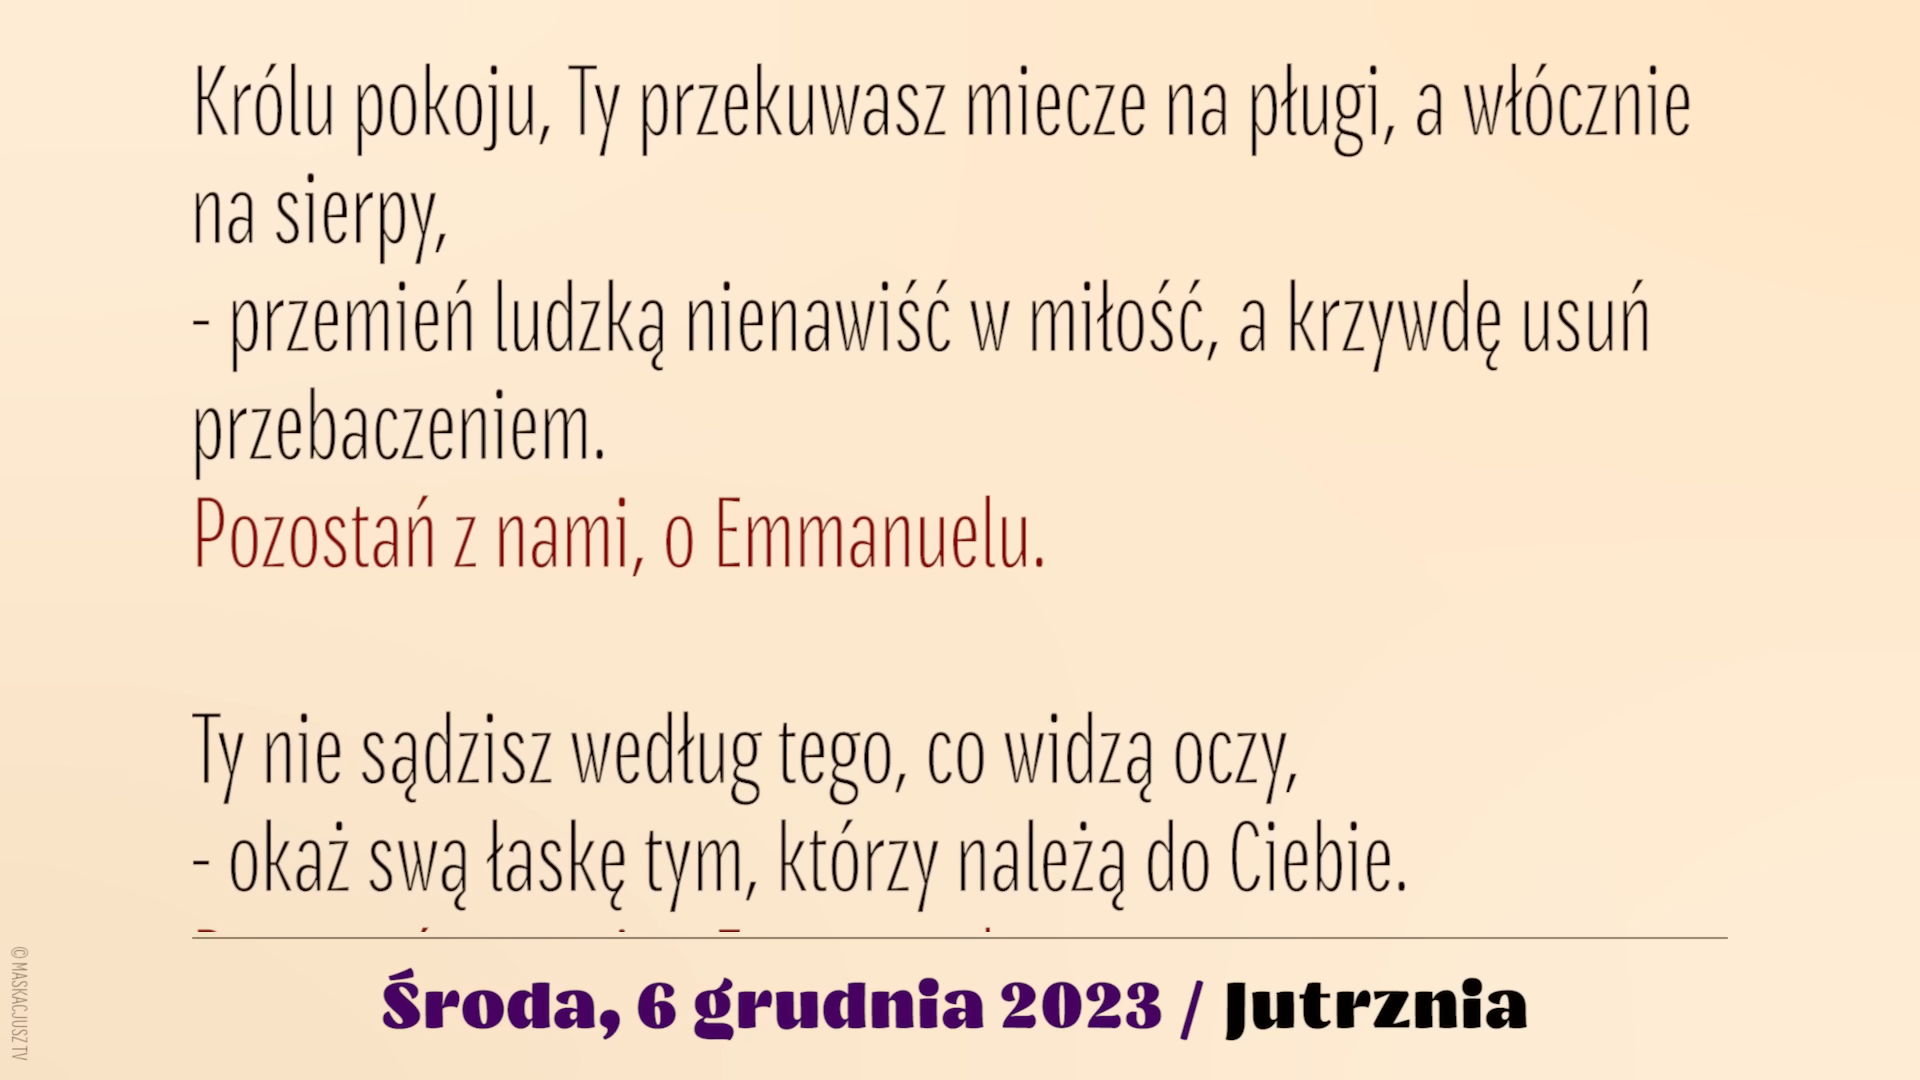 Królu pokoju, Ty przekuwasz miecze na pługi, a włócznie
na sierpy,
- przemień ludzką nienawiść w miłość, a krzywdę usuń
przebaczeniem.
Pozostań z nami, o Emmanuelu.
Ty nie sądzisz według tego, co widzą oczy,
- okaż swą łaskę tym, którzy należą do Ciebie.
Środa, 6 grudnia 2023 / Jutrznia
© MASKACJUSZ TV